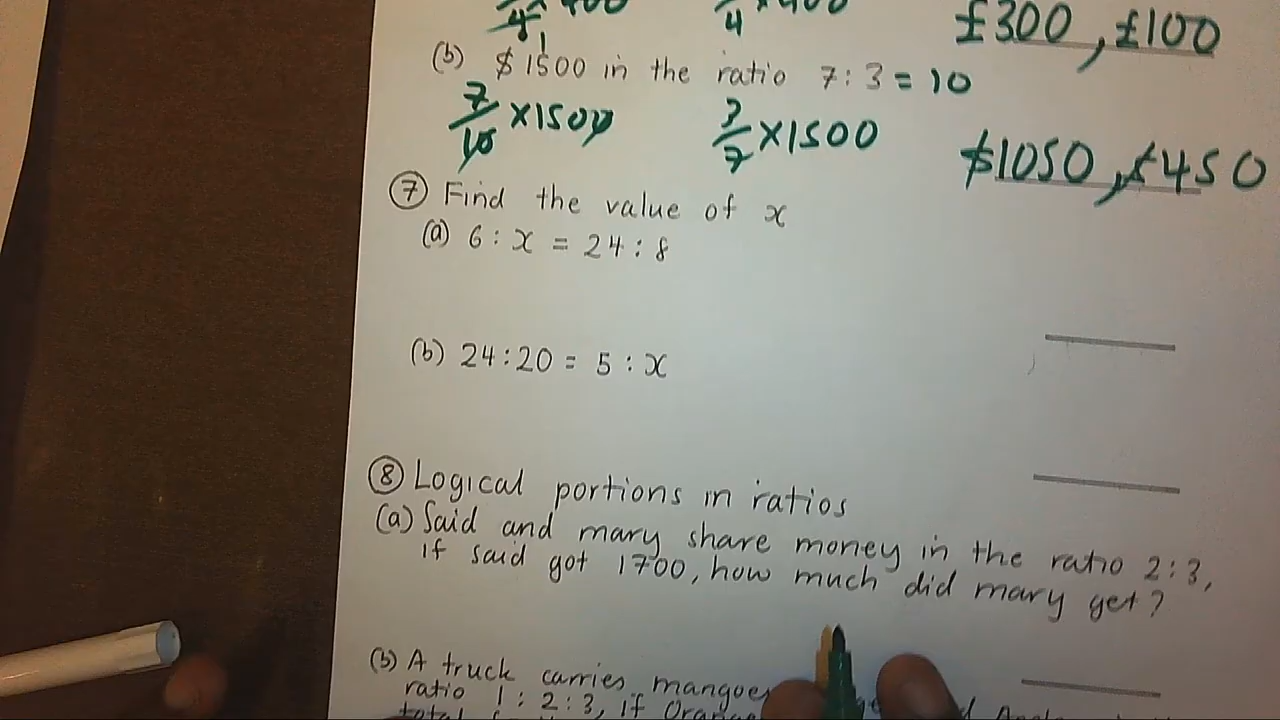 £300, £100
(b) $1500 in the ratio 7:3 = 10
7/10 ×1500 3/7 ×1500 $1050, £450
⑦ Find the value of x
(a) 6 : x = 24 : 8
(b) 24 : 20 = 5 : x
⑧ Logical portions in ratios
(a) Said and mary share money in the ratio 2:3,
If said got 1700, how much did mary get?
(b) A truck carries mangoes
ratio 1:2:3, If
total